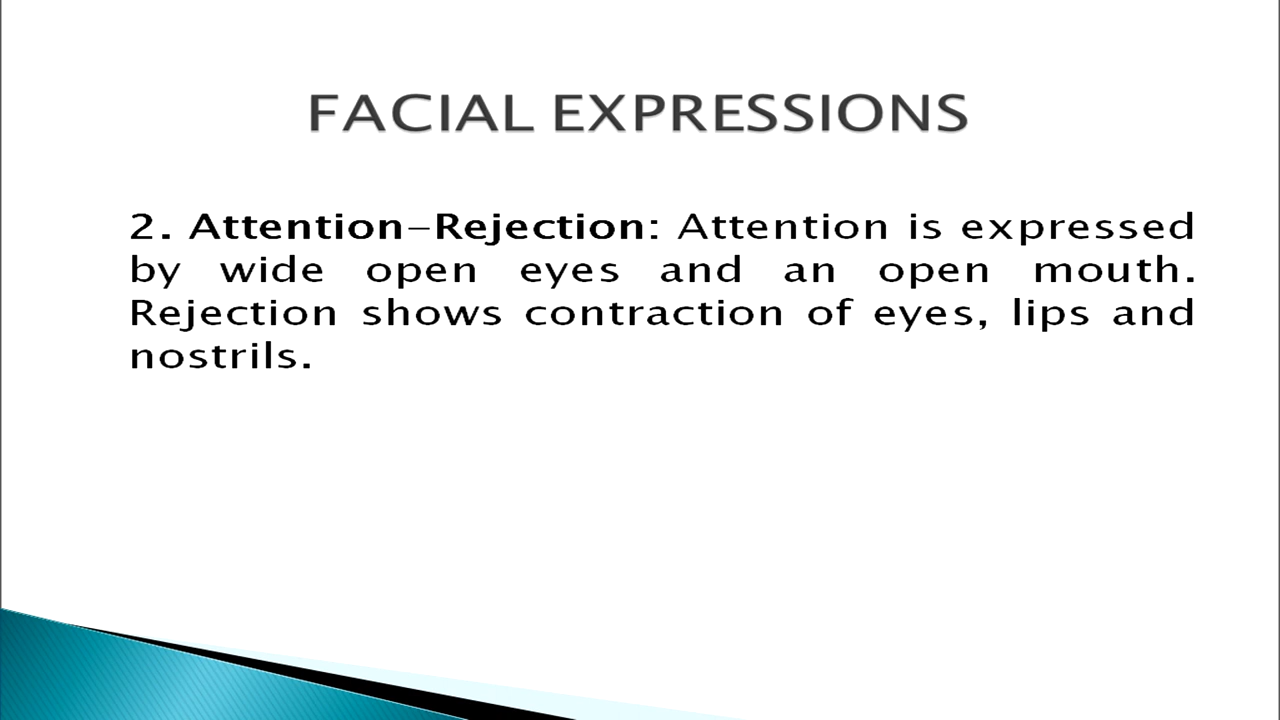 FACIAL EXPRESSIONS
2. Attention–Rejection: Attention is expressed
by wide open eyes and an open mouth.
Rejection shows contraction of eyes, lips and
nostrils.